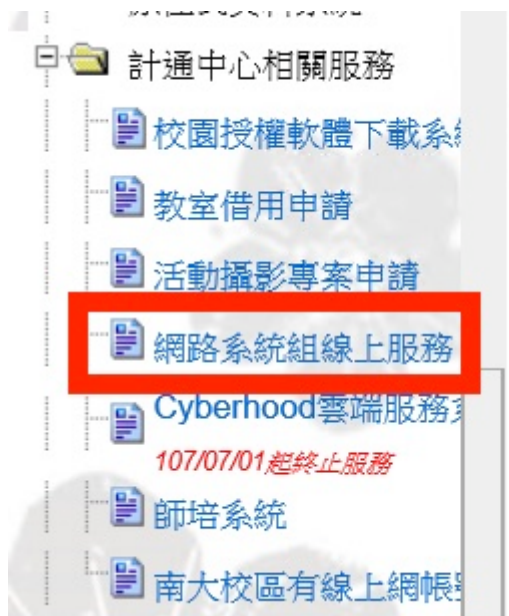 計通中心相關服務
校園授權軟體下載系
教室借用申請
活動攝影專案申請
網路系統組線上服務
Cyberhood雲端服務
107/07/01起終止服務
師培系統
南大校區有線上網帳